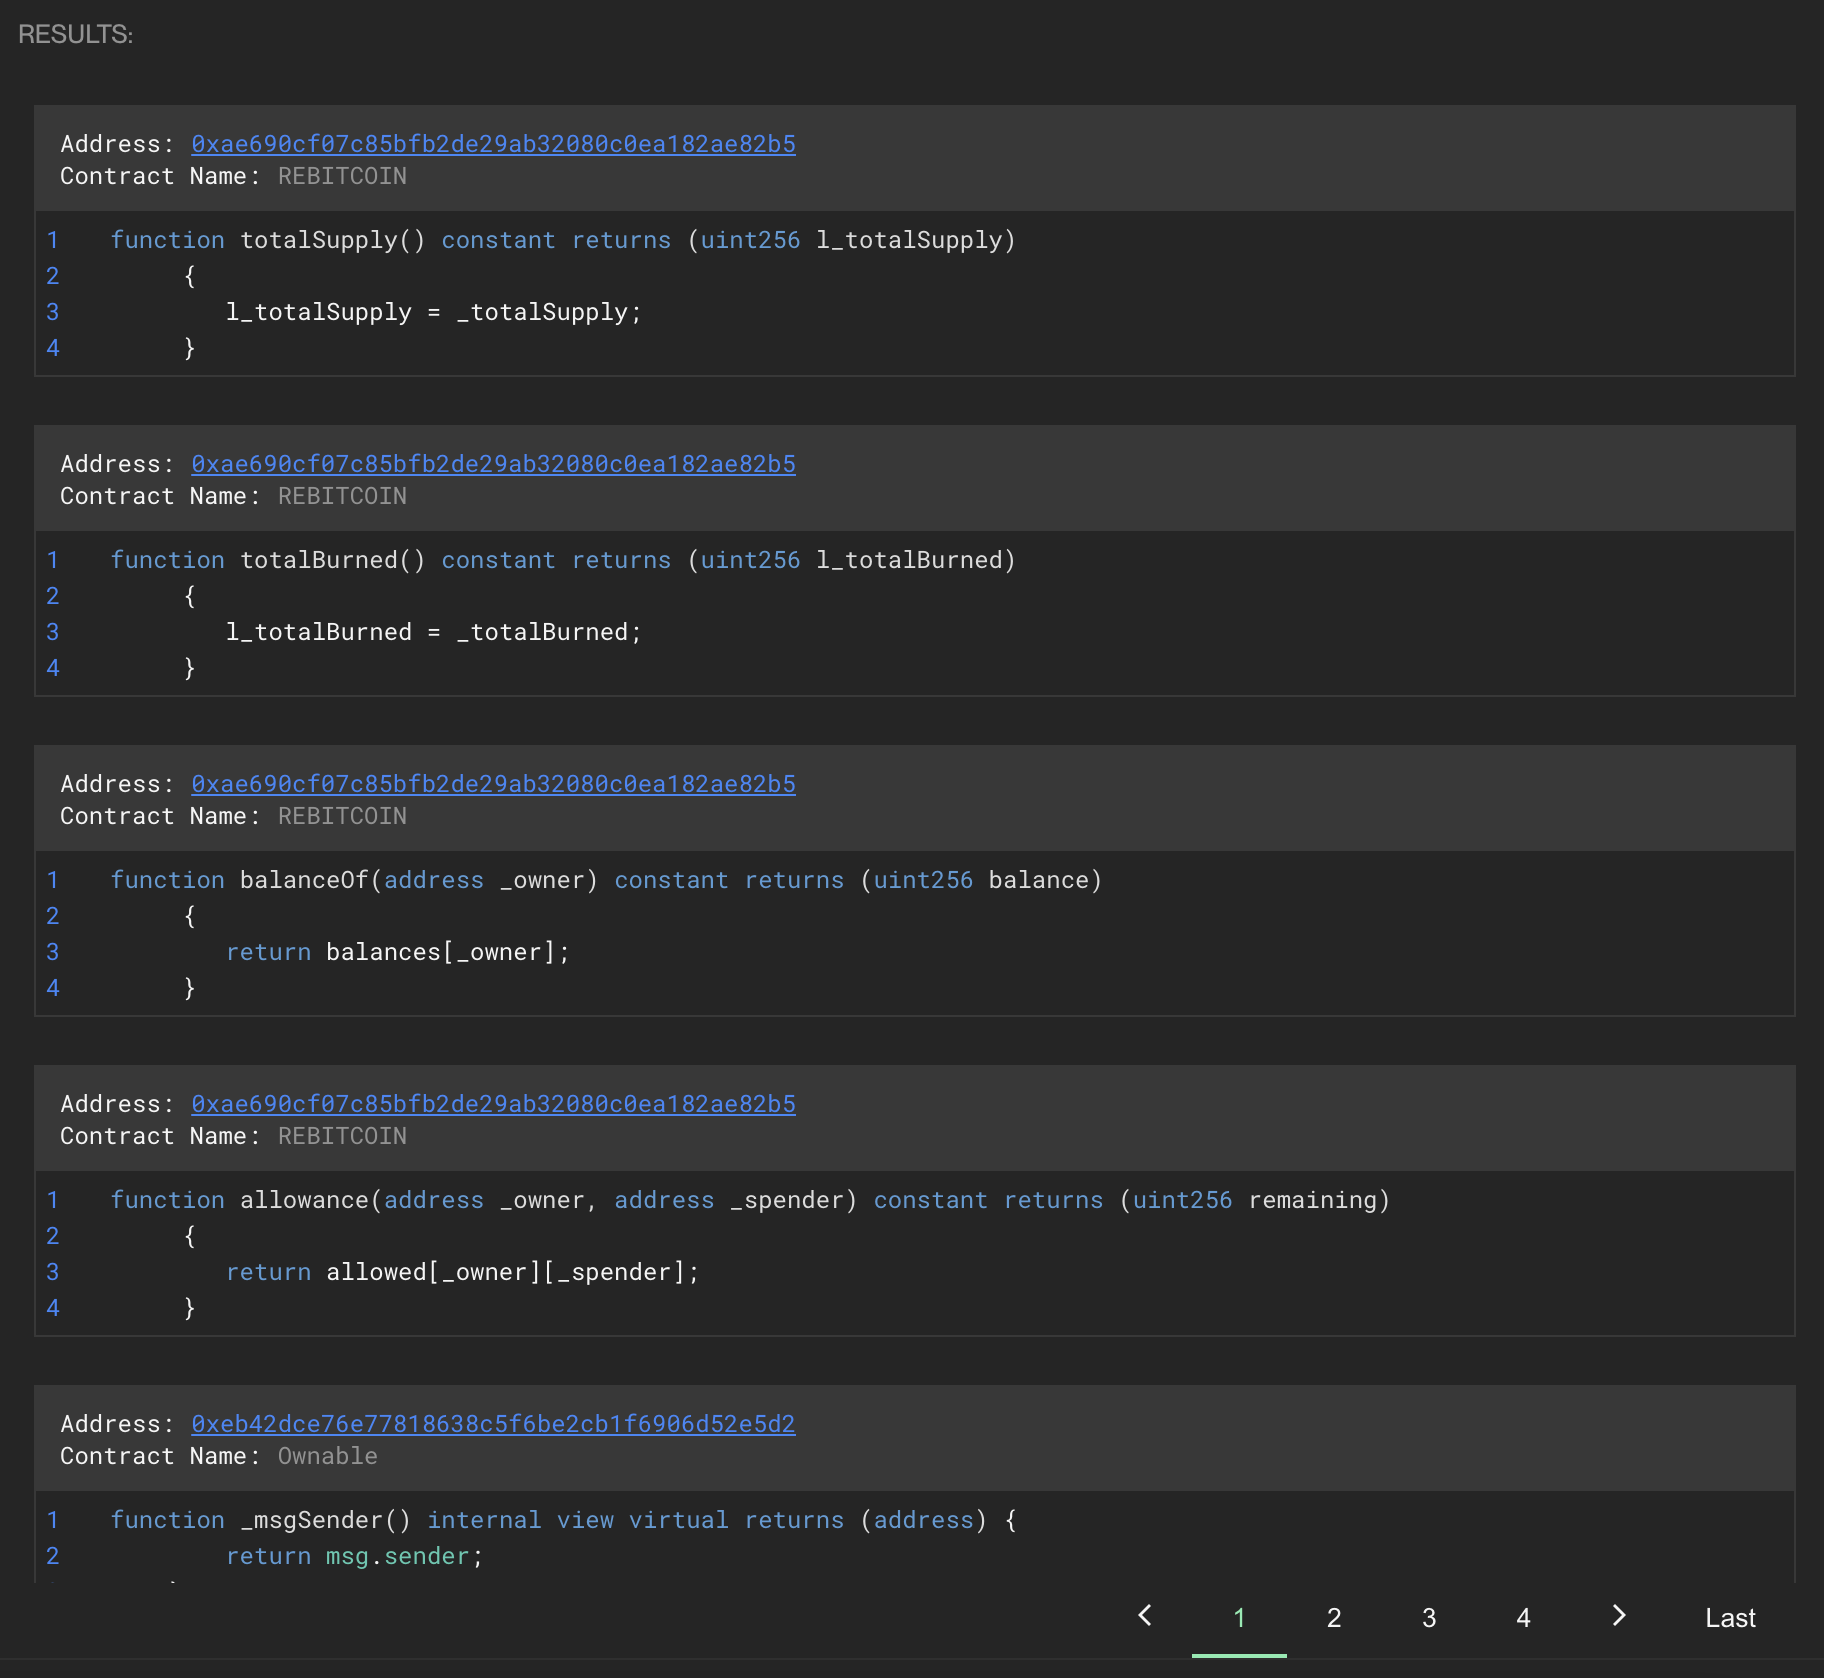 RESULTS:
Address: 0xae690cf07c85bfb2de29ab32080c0ea182ae82b5
Contract Name: REBITCOIN
1 function totalSupply() constant returns (uint256 l_totalSupply)
2 {
3 l_totalSupply = _totalSupply;
4 }
Address: 0xae690cf07c85bfb2de29ab32080c0ea182ae82b5
Contract Name: REBITCOIN
1 function totalBurned() constant returns (uint256 l_totalBurned)
2 {
3 l_totalBurned = _totalBurned;
4 }
Address: 0xae690cf07c85bfb2de29ab32080c0ea182ae82b5
Contract Name: REBITCOIN
1 function balanceOf(address _owner) constant returns (uint256 balance)
2 {
3 return balances[_owner];
4 }
Address: 0xae690cf07c85bfb2de29ab32080c0ea182ae82b5
Contract Name: REBITCOIN
1 function allowance(address _owner, address _spender) constant returns (uint256 remaining)
2 {
3 return allowed[_owner][_spender];
4 }
Address: 0xeb42dce76e77818638c5f6be2cb1f6906d52e5d2
Contract Name: Ownable
1 function _msgSender() internal view virtual returns (address) {
2 return msg.sender;
1 2 3 4 Last